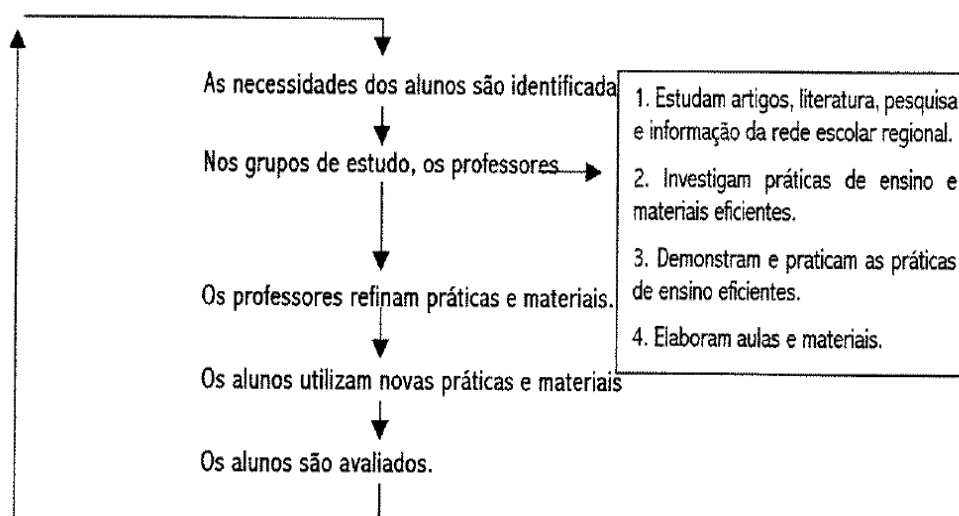 As necessidades dos alunos são identificada
Nos grupos de estudo, os professores
Os professores refinam práticas e materiais.
Os alunos utilizam novas práticas e materiais
Os alunos são avaliados.
1. Estudam artigos, literatura, pesquisa
e informação da rede escolar regional.
2. Investigam práticas de ensino e
materiais eficientes.
3. Demonstram e praticam as práticas
de ensino eficientes.
4. Elaboram aulas e materiais.